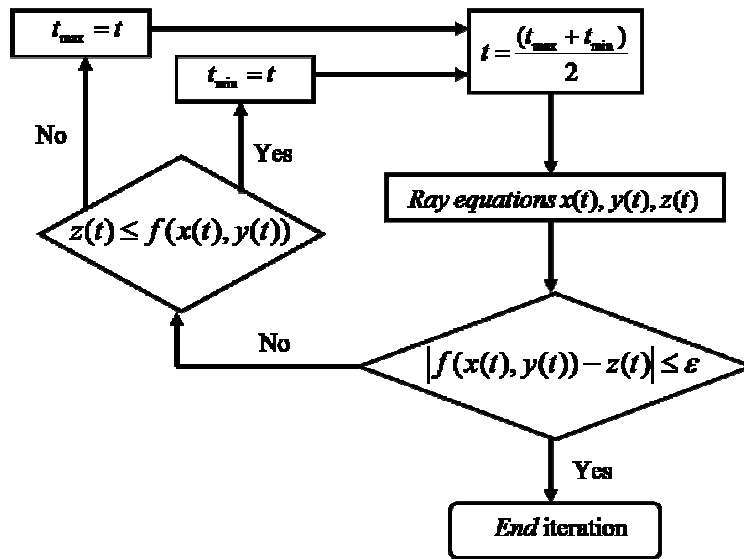 t_max = t
t = (t_max + t_min) / 2
t_min = t
No
Yes
Ray equations x(t), y(t), z(t)
z(t) ≤ f(x(t), y(t))
No
|f(x(t), y(t)) − z(t)| ≤ ε
Yes
End iteration